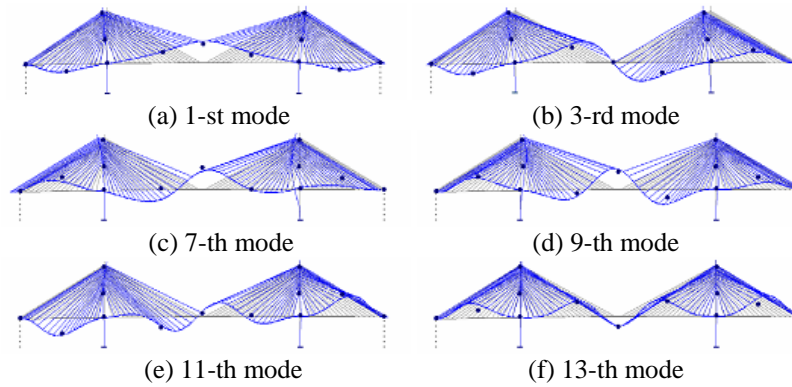 (a) 1-st mode
(b) 3-rd mode
(c) 7-th mode
(d) 9-th mode
(e) 11-th mode
(f) 13-th mode